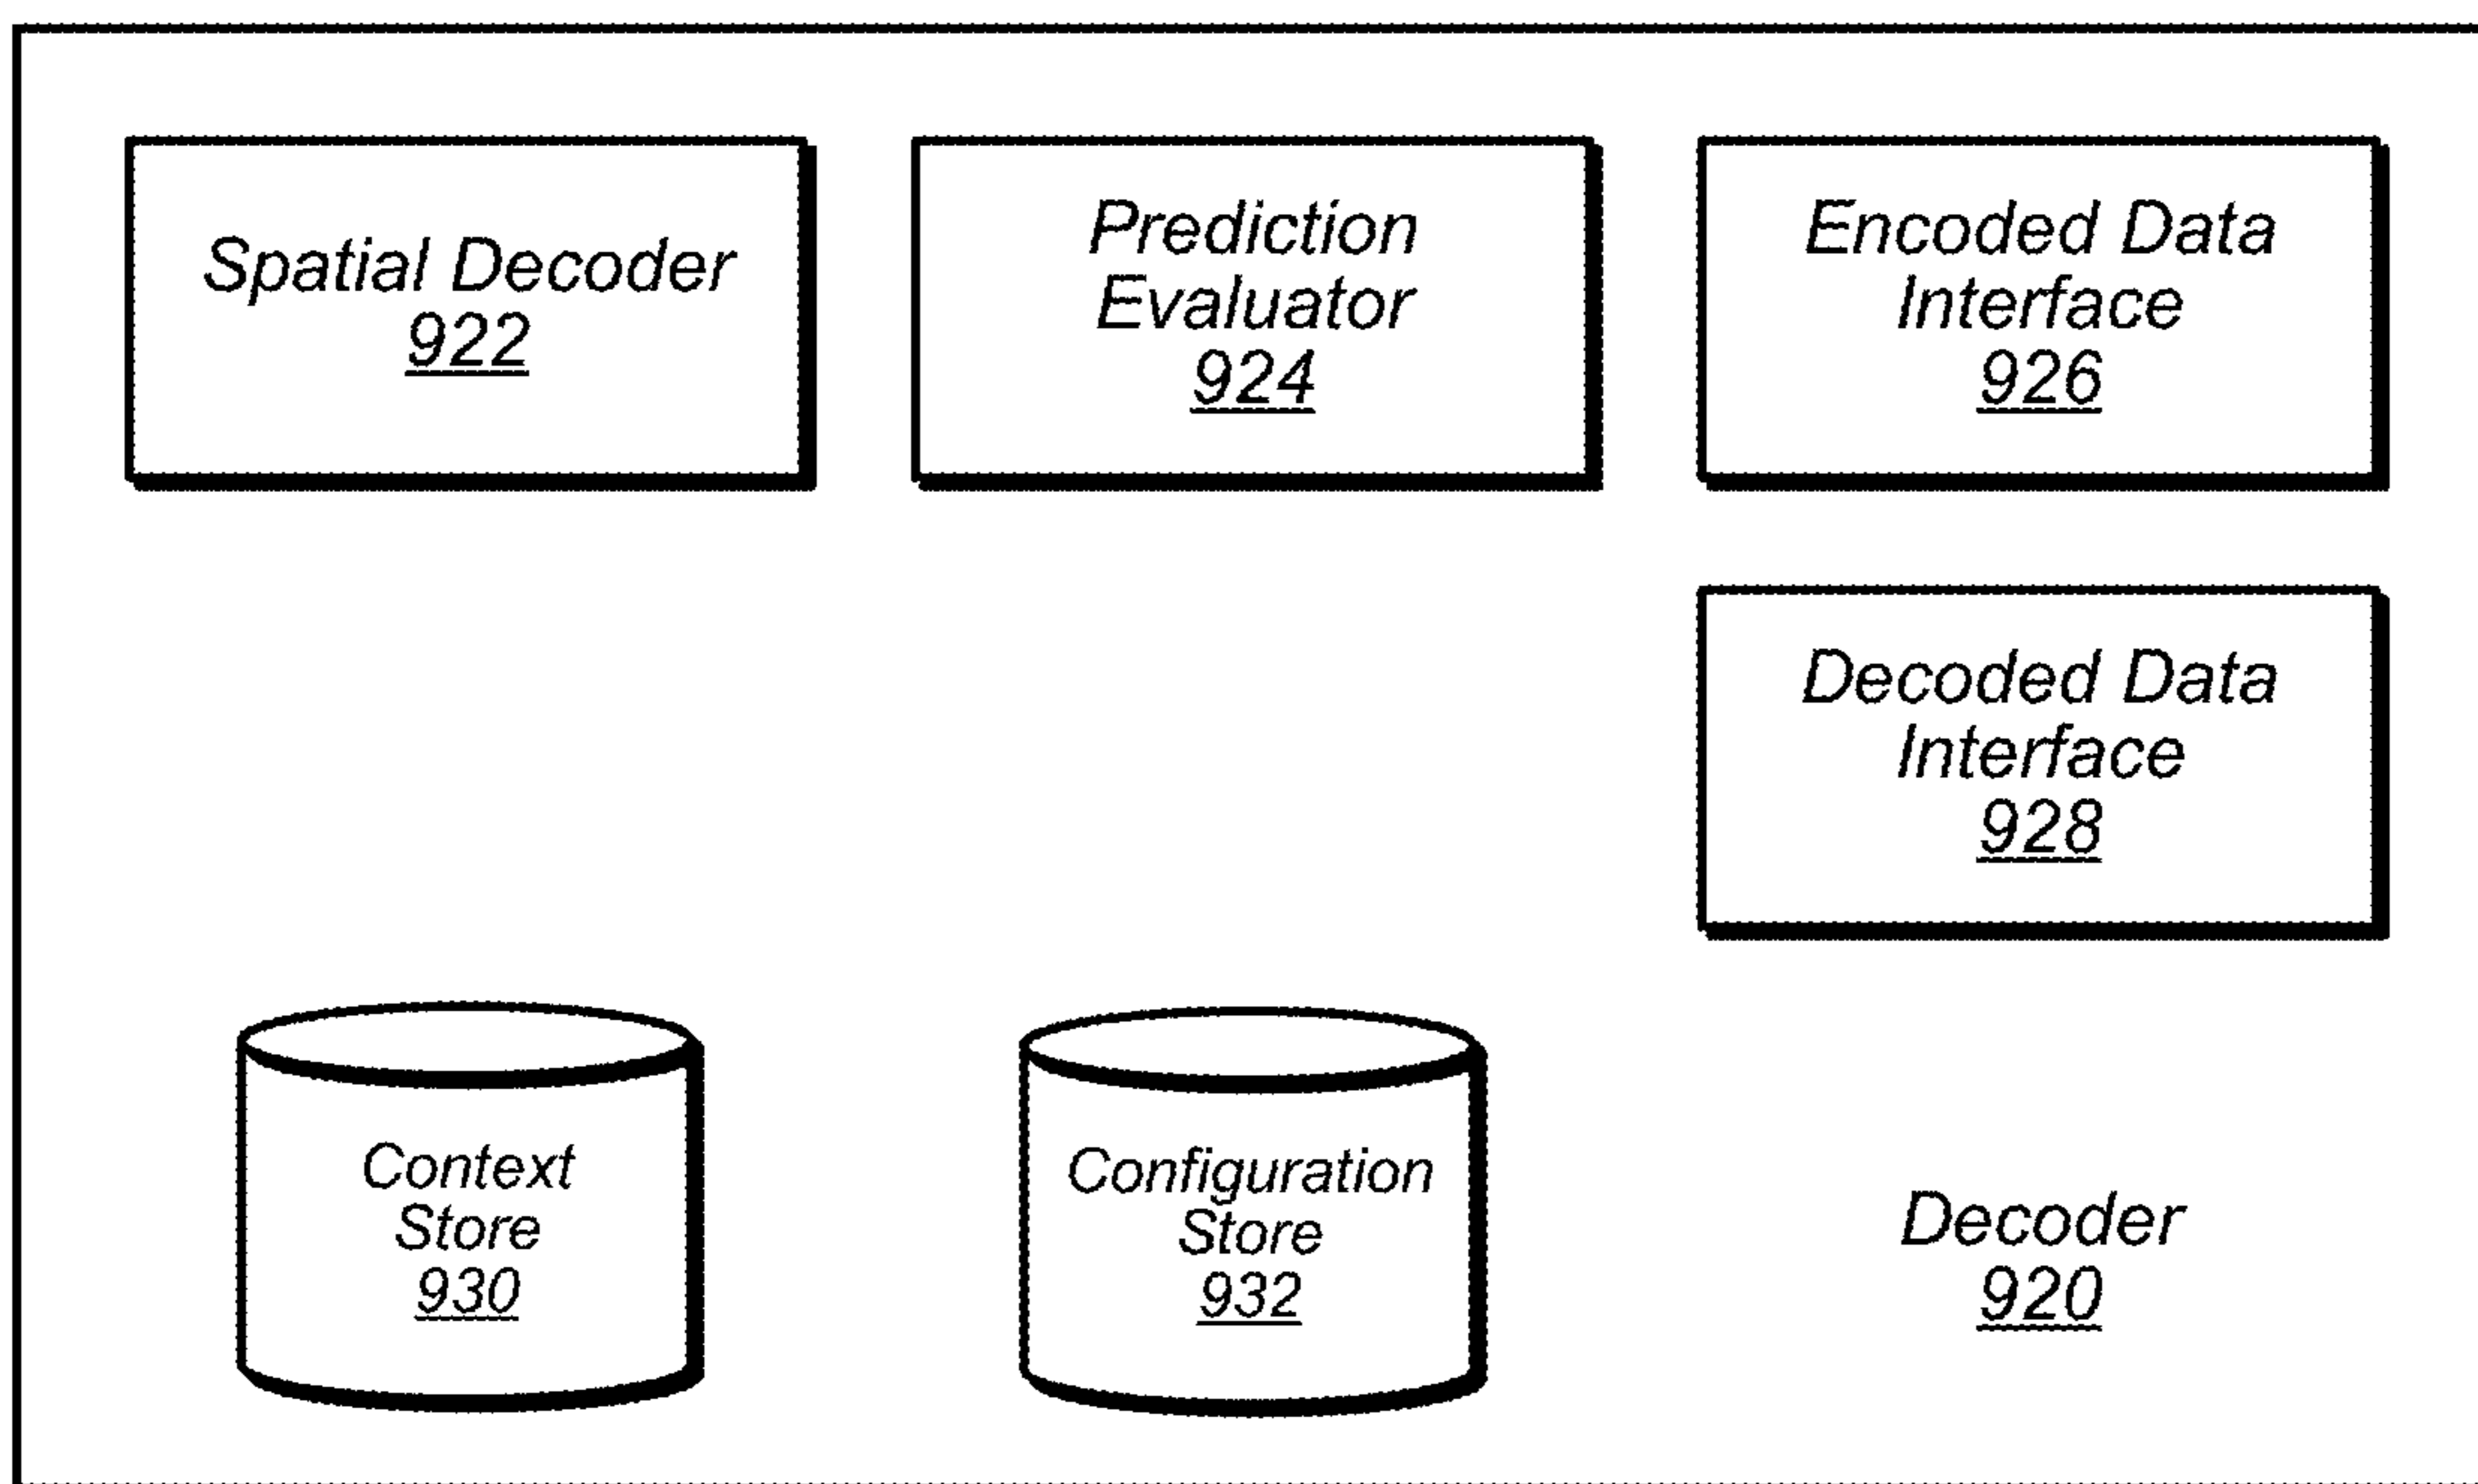 Spatial Decoder
922
Prediction
Evaluator
924
Encoded Data
Interface
926
Decoded Data
Interface
928
Context
Store
930
Configuration
Store
932
Decoder
920